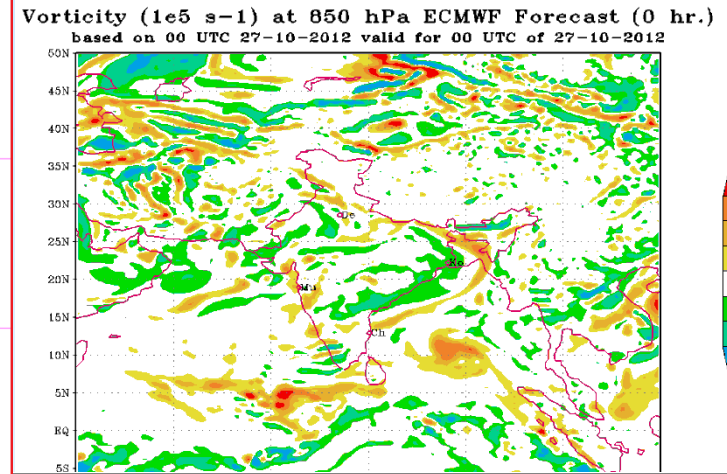 Vorticity (1e5 s-1) at 850 hPa ECMWF Forecast (0 hr.)
based on 00 UTC 27-10-2012 valid for 00 UTC of 27-10-2012
50N
45N
40N
35N
30N
De
25N
Ko
20N
Mu
15N
Ch
10N
5N
EQ
5S